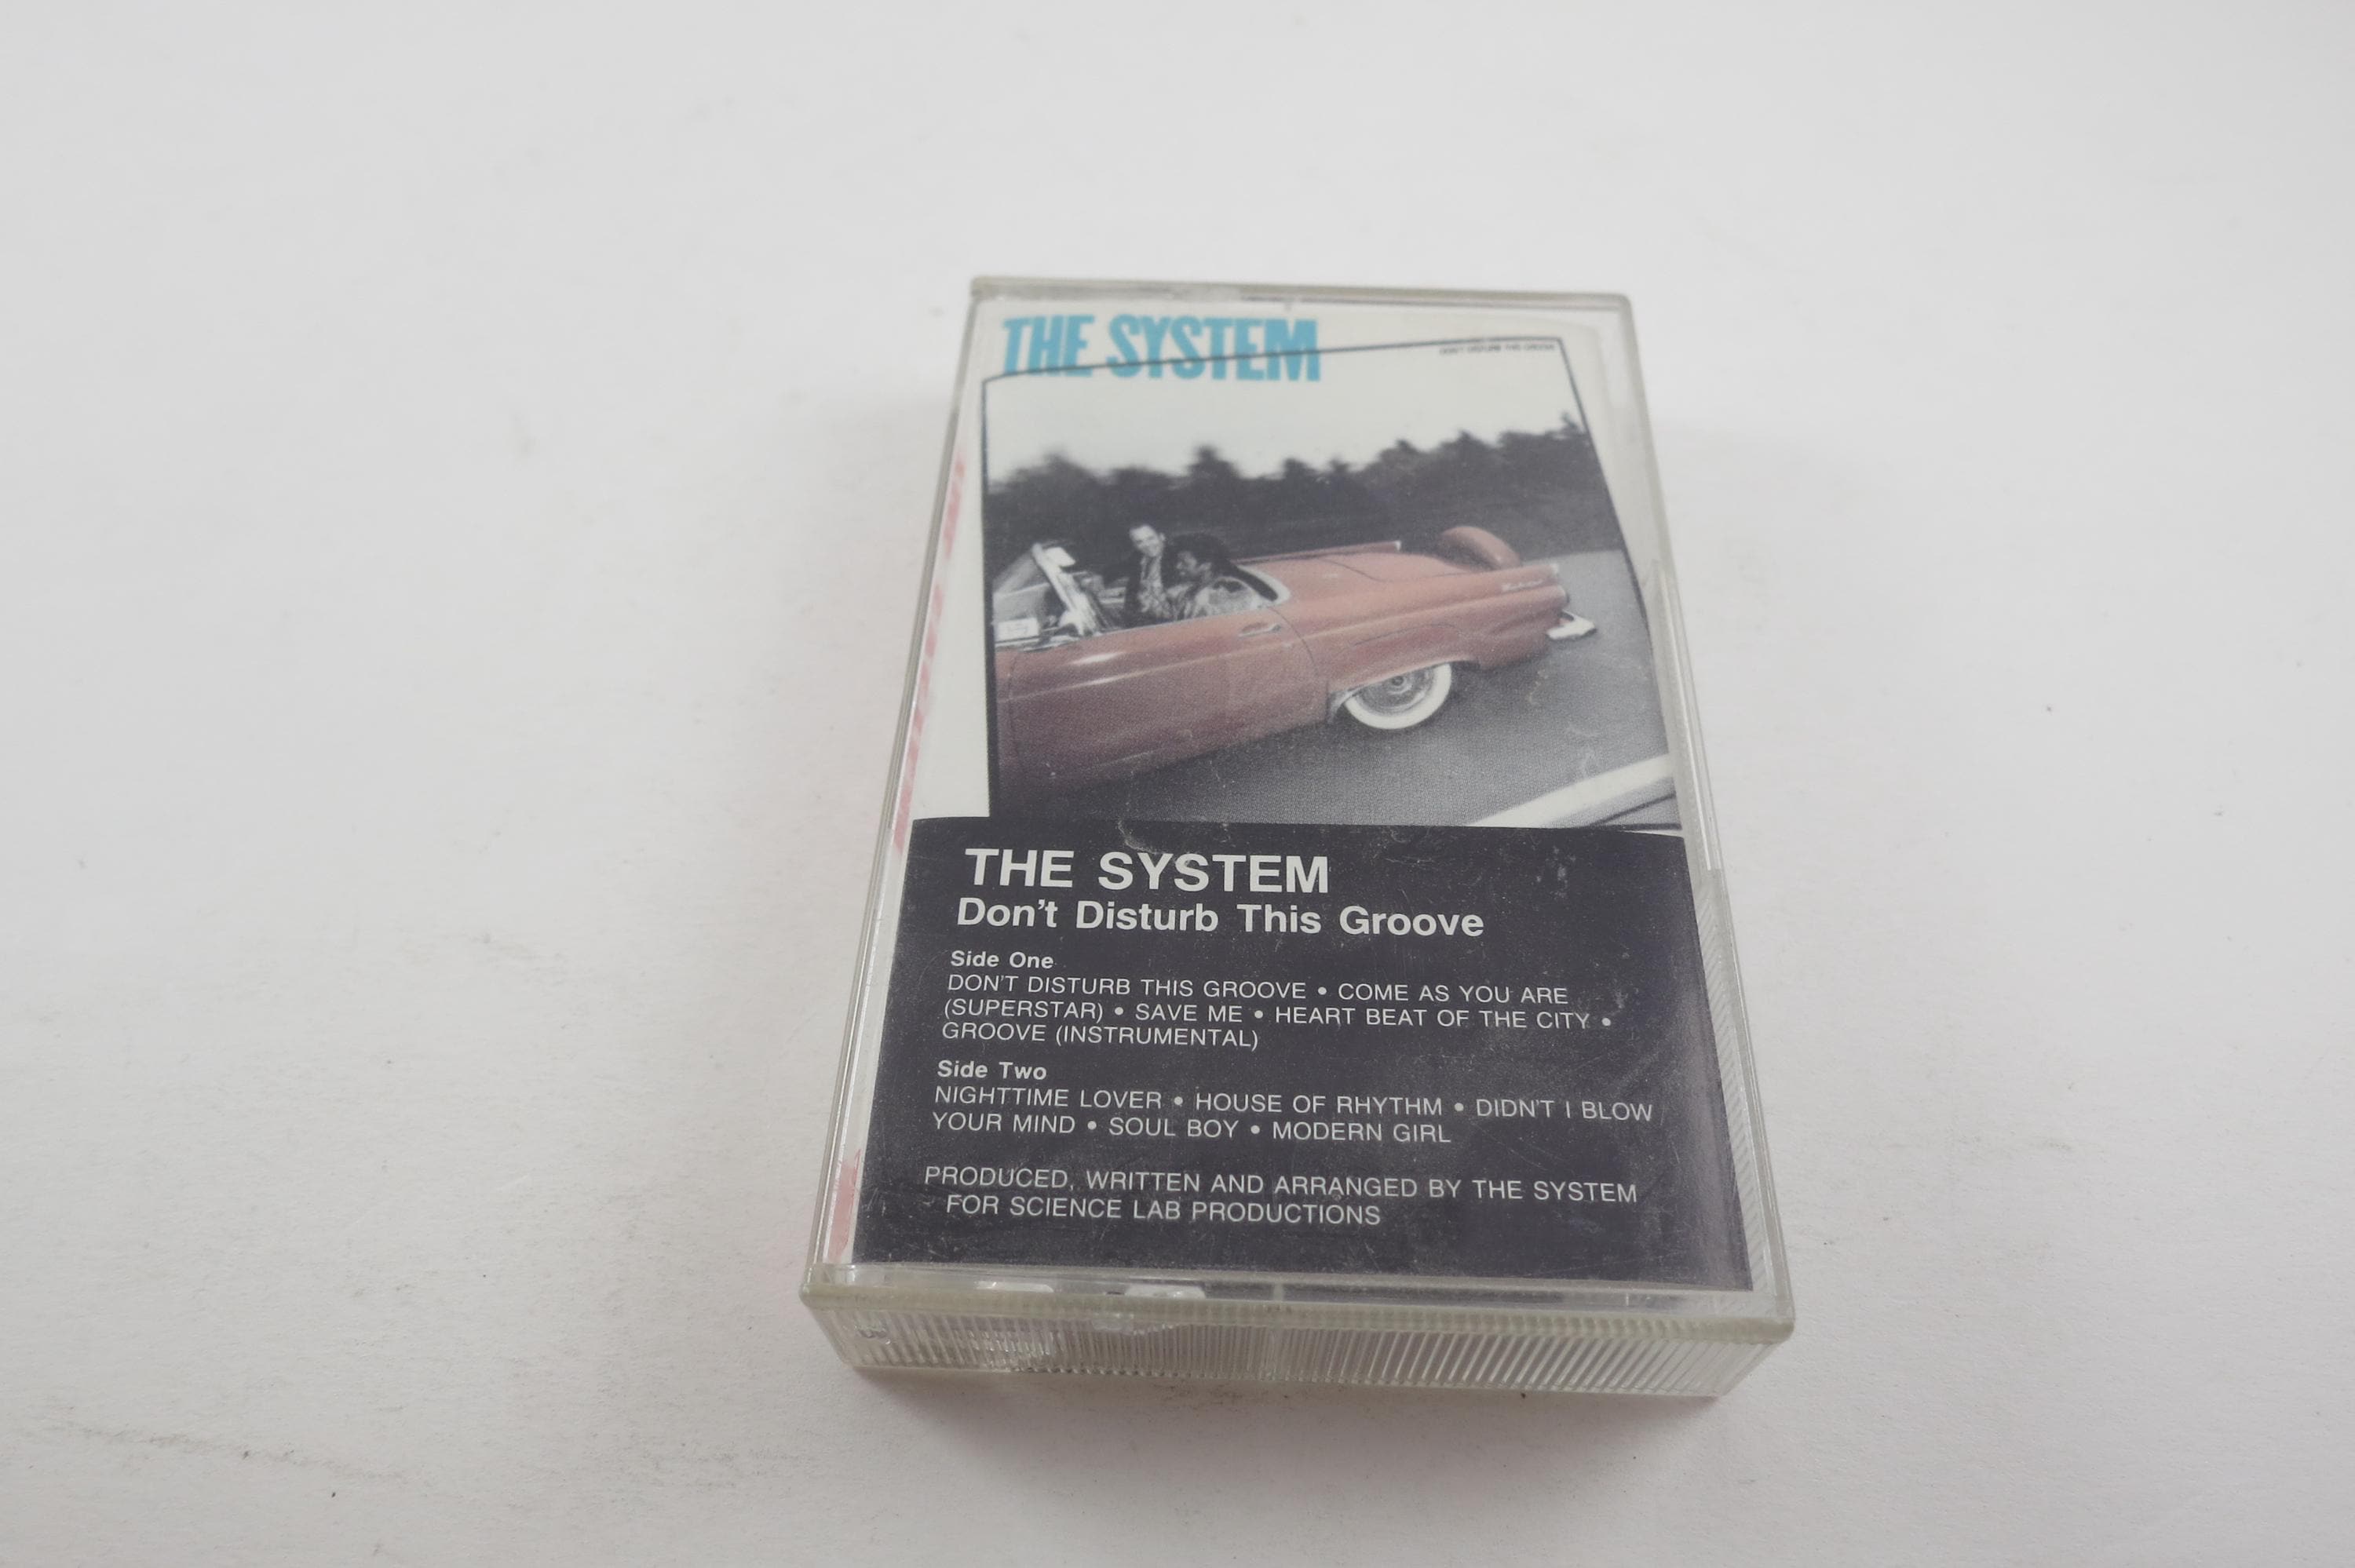 THE SYSTEM
THE SYSTEM
Don't Disturb This Groove
Side One
DON'T DISTURB THIS GROOVE • COME AS YOU ARE
(SUPERSTAR) • SAVE ME • HEART BEAT OF THE CITY •
GROOVE (INSTRUMENTAL)
Side Two
NIGHTTIME LOVER • HOUSE OF RHYTHM • DIDN'T I BLOW
YOUR MIND • SOUL BOY • MODERN GIRL
PRODUCED, WRITTEN AND ARRANGED BY THE SYSTEM
FOR SCIENCE LAB PRODUCTIONS